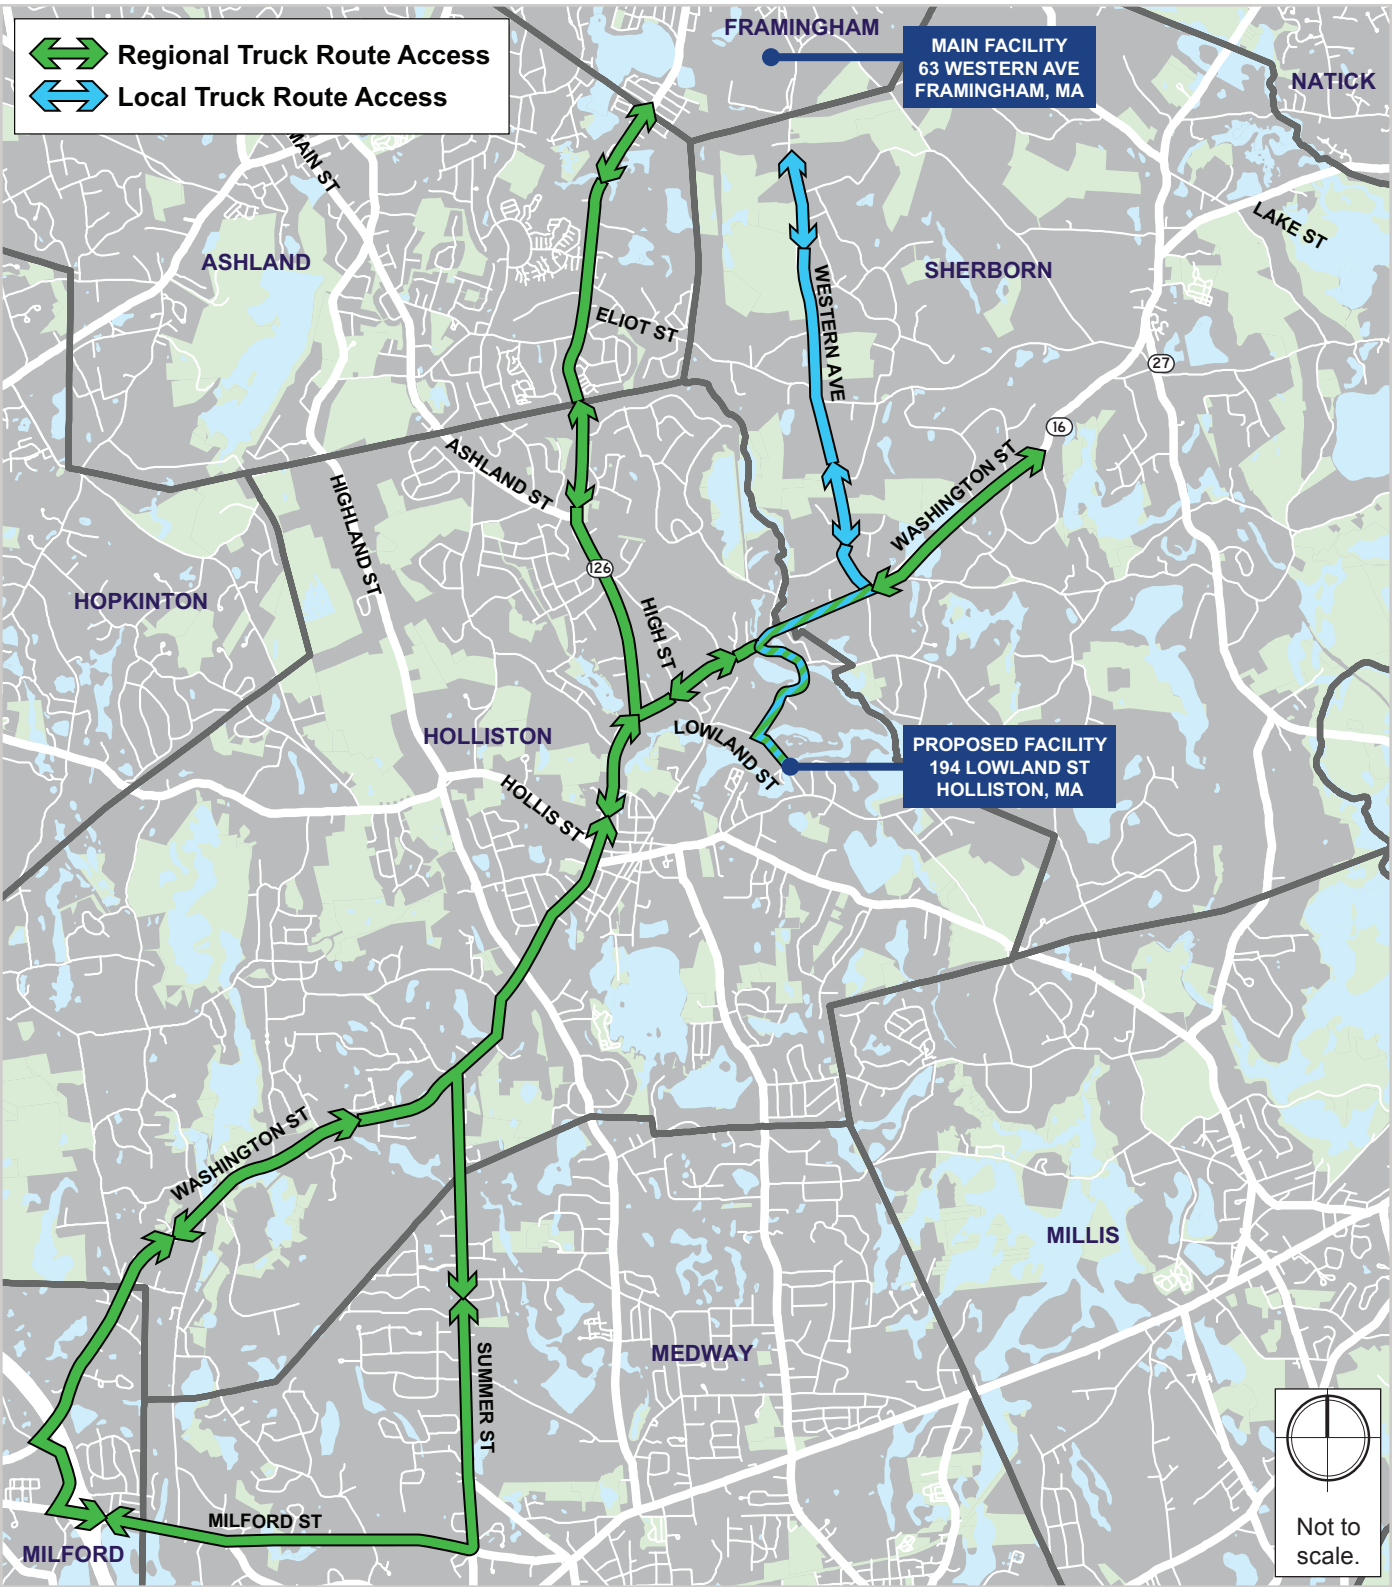 Regional Truck Route Access
Local Truck Route Access
FRAMINGHAM
MAIN FACILITY
63 WESTERN AVE
FRAMINGHAM, MA
NATICK
MAIN ST
LAKE ST
ASHLAND
SHERBORN
ELIOT ST
WESTERN AVE
27
16
ASHLAND ST
WASHINGTON ST
HIGHLAND ST
126
HOPKINTON
HIGH ST
HOLLISTON
LOWLAND ST
PROPOSED FACILITY
194 LOWLAND ST
HOLLISTON, MA
HOLLIS ST
WASHINGTON ST
MILLIS
MEDWAY
SUMMER ST
MILFORD ST
MILFORD
Not to
scale.